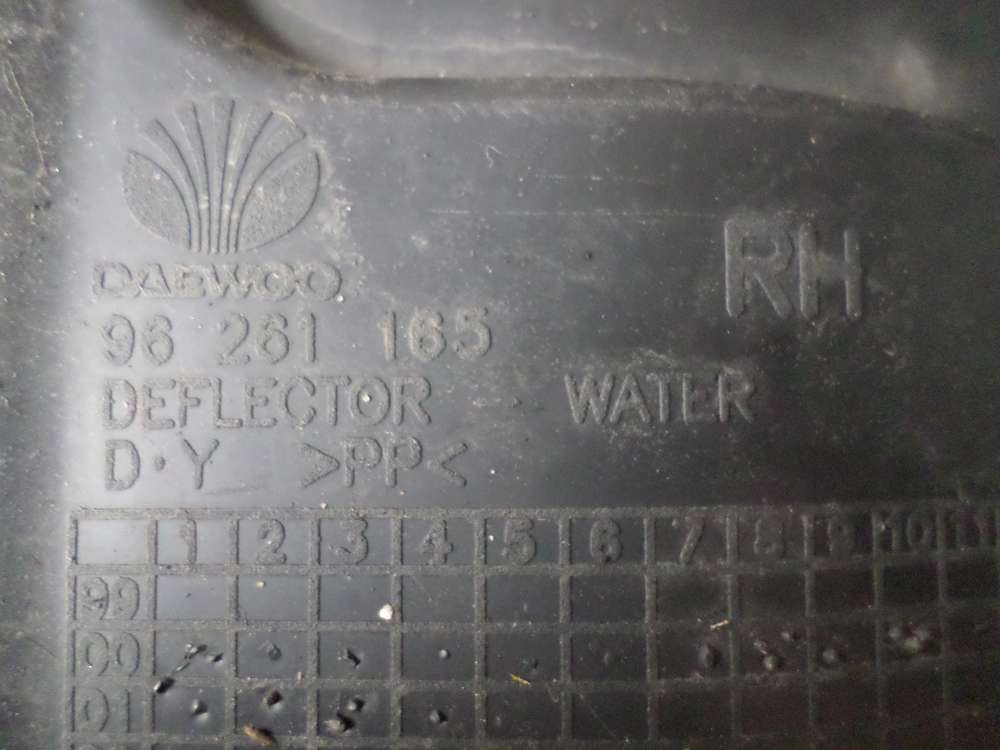 DAEWOO
RH
96 261 165
DEFLECTOR WATER
D·Y >PP<
1 2 3 4 5 6 7 8 9 10 11
99
00
01